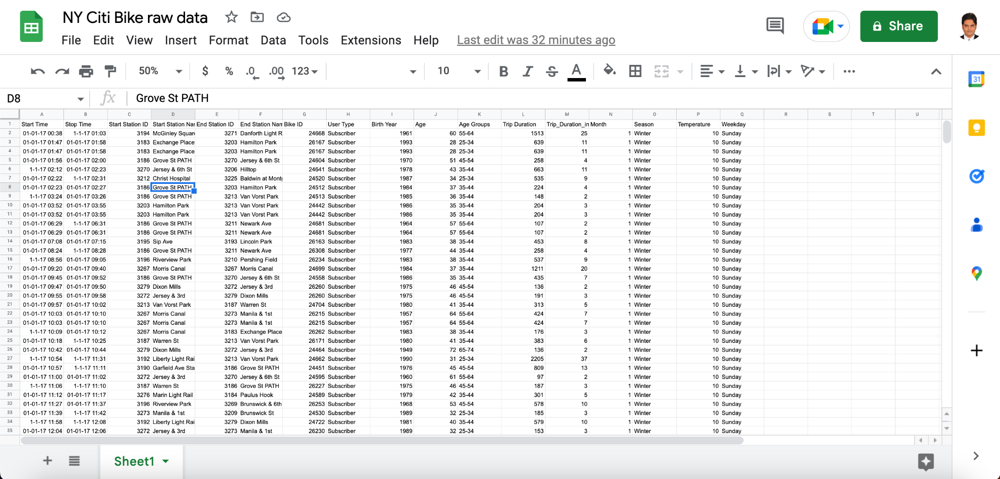 NY Citi Bike raw data
File Edit View Insert Format Data Tools Extensions Help Last edit was 32 minutes ago
Share
50% $ % .0 .00 123 10 B I S A
31
D8 fx Grove St PATH
A B C D E F G H I J K L M N O P Q R S T U
1 Start Time Stop Time Start Station ID Start Station Nar End Station ID End Station Nam Bike ID User Type Birth Year Age Age Groups Trip Duration Trip_Duration_in Month Season Temperature Weekday
2 01-01-17 00:38 1-1-17 01:03 3194 McGinley Squar 3271 Danforth Light R 24668 Subscriber 1961 60 55-64 1513 25 1 Winter 10 Sunday
3 01-01-17 01:47 01-01-17 01:58 3183 Exchange Place 3203 Hamilton Park 26167 Subscriber 1993 28 25-34 639 11 1 Winter 10 Sunday
4 01-01-17 01:47 01-01-17 01:58 3183 Exchange Place 3203 Hamilton Park 26167 Subscriber 1993 28 25-34 639 11 1 Winter 10 Sunday
5 01-01-17 01:56 01-01-17 02:00 3186 Grove St PATH 3270 Jersey & 6th St 24604 Subscriber 1970 51 45-54 258 4 1 Winter 10 Sunday
6 1-1-17 02:12 01-01-17 02:23 3270 Jersey & 6th St 3206 Hilltop 24641 Subscriber 1978 43 35-44 663 11 1 Winter 10 Sunday
7 01-01-17 02:22 1-1-17 02:31 3212 Christ Hospital 3225 Baldwin at Mont 24520 Subscriber 1987 34 25-34 535 9 1 Winter 10 Sunday
8 01-01-17 02:23 01-01-17 02:27 3186 Grove St PATH 3203 Hamilton Park 24512 Subscriber 1984 37 35-44 224 4 1 Winter 10 Sunday
9 1-1-17 03:24 01-01-17 03:26 3186 Grove St PATH 3213 Van Vorst Park 24513 Subscriber 1985 36 35-44 148 2 1 Winter 10 Sunday
10 01-01-17 03:52 01-01-17 03:55 3203 Hamilton Park 3213 Van Vorst Park 24442 Subscriber 1986 35 35-44 204 3 1 Winter 10 Sunday
11 01-01-17 03:52 01-01-17 03:55 3203 Hamilton Park 3213 Van Vorst Park 24442 Subscriber 1986 35 35-44 204 3 1 Winter 10 Sunday
12 01-01-17 06:29 1-1-17 06:31 3186 Grove St PATH 3211 Newark Ave 24681 Subscriber 1964 57 55-64 107 2 1 Winter 10 Sunday
13 01-01-17 06:29 01-01-17 06:31 3186 Grove St PATH 3211 Newark Ave 24681 Subscriber 1964 57 55-64 107 2 1 Winter 10 Sunday
14 01-01-17 07:08 01-01-17 07:15 3195 Sip Ave 3193 Lincoln Park 26163 Subscriber 1983 38 35-44 453 8 1 Winter 10 Sunday
15 01-01-17 08:24 1-1-17 08:28 3186 Grove St PATH 3211 Newark Ave 26308 Subscriber 1977 44 35-44 258 4 1 Winter 10 Sunday
16 1-1-17 08:56 01-01-17 09:05 3196 Riverview Park 3210 Pershing Field 26234 Subscriber 1983 38 35-44 537 9 1 Winter 10 Sunday
17 01-01-17 09:20 01-01-17 09:40 3267 Morris Canal 3267 Morris Canal 24699 Subscriber 1984 37 35-44 1211 20 1 Winter 10 Sunday
18 01-01-17 09:45 01-01-17 09:52 3186 Grove St PATH 3270 Jersey & 6th St 24558 Subscriber 1986 35 35-44 435 7 1 Winter 10 Sunday
19 01-01-17 09:47 01-01-17 09:50 3279 Dixon Mills 3272 Jersey & 3rd 26260 Subscriber 1975 46 45-54 136 2 1 Winter 10 Sunday
20 01-01-17 09:55 01-01-17 09:58 3272 Jersey & 3rd 3279 Dixon Mills 26260 Subscriber 1975 46 45-54 191 3 1 Winter 10 Sunday
21 01-01-17 09:57 01-01-17 10:02 3213 Van Vorst Park 3187 Warren St 24704 Subscriber 1980 41 35-44 313 5 1 Winter 10 Sunday
22 01-01-17 10:03 01-01-17 10:10 3267 Morris Canal 3273 Manila & 1st 26215 Subscriber 1957 64 55-64 424 7 1 Winter 10 Sunday
23 01-01-17 10:03 01-01-17 10:10 3267 Morris Canal 3273 Manila & 1st 26215 Subscriber 1957 64 55-64 424 7 1 Winter 10 Sunday
24 1-1-17 10:09 01-01-17 10:12 3267 Morris Canal 3183 Exchange Place 26262 Subscriber 1983 38 35-44 176 3 1 Winter 10 Sunday
25 01-01-17 10:18 1-1-17 10:25 3187 Warren St 3213 Van Vorst Park 26171 Subscriber 1980 41 35-44 383 6 1 Winter 10 Sunday
26 01-01-17 10:42 01-01-17 10:44 3279 Dixon Mills 3272 Jersey & 3rd 24464 Subscriber 1949 72 65-74 136 2 1 Winter 10 Sunday
27 1-1-17 10:54 1-1-17 11:31 3192 Liberty Light Rai 3213 Van Vorst Park 24662 Subscriber 1990 31 25-34 2205 37 1 Winter 10 Sunday
28 01-01-17 10:57 1-1-17 11:11 3190 Garfield Ave Sta 3186 Grove St PATH 24451 Subscriber 1976 45 45-54 809 13 1 Winter 10 Sunday
29 01-01-17 11:00 01-01-17 11:02 3272 Jersey & 3rd 3270 Jersey & 6th St 24595 Subscriber 1960 61 55-64 97 2 1 Winter 10 Sunday
30 1-1-17 11:06 1-1-17 11:10 3187 Warren St 3186 Grove St PATH 26227 Subscriber 1975 46 45-54 187 3 1 Winter 10 Sunday
31 01-01-17 11:12 01-01-17 11:17 3276 Marin Light Rail 3184 Paulus Hook 24589 Subscriber 1979 42 35-44 301 5 1 Winter 10 Sunday
32 01-01-17 11:27 01-01-17 11:37 3196 Riverview Park 3269 Brunswick & 6th 26253 Subscriber 1968 53 45-54 578 10 1 Winter 10 Sunday
33 01-01-17 11:39 1-1-17 11:42 3273 Manila & 1st 3209 Brunswick St 24530 Subscriber 1989 32 25-34 185 3 1 Winter 10 Sunday
34 1-1-17 11:58 1-1-17 12:08 3192 Liberty Light Rai 3279 Dixon Mills 24722 Subscriber 1981 40 35-44 579 10 1 Winter 10 Sunday
35 01-01-17 12:04 01-01-17 12:06 3272 Jersey & 3rd 3273 Manila & 1st 26230 Subscriber 1989 32 25-34 153 3 1 Winter 10 Sunday
Sheet1